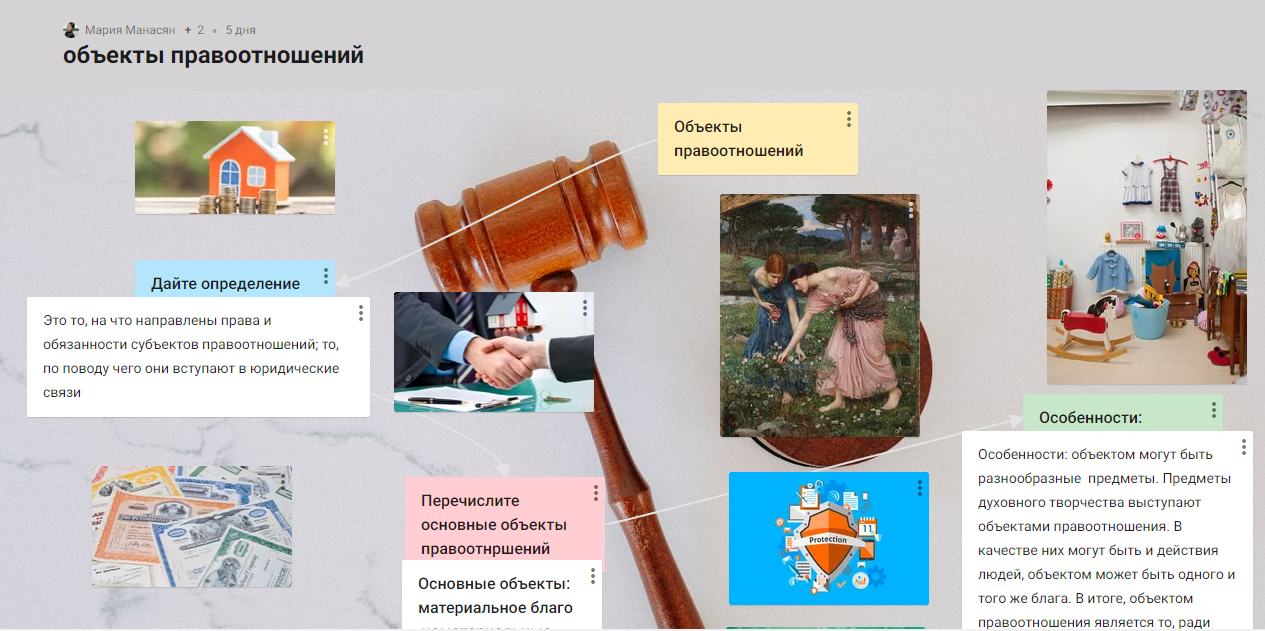 Мария Манасян + 2 • 5 дня
объекты правоотношений
Объекты
правоотношений
Дайте определение
Это то, на что направлены права и
обязанности субъектов правоотношений; то,
по поводу чего они вступают в юридические
связи
Перечислите
основные объекты
правоотнршений
Основные объекты:
материальное благо
Protection
11
Особенности:
Особенности: объектом могут быть
разнообразные предметы. Предметы
духовного творчества выступают
объектами правоотношения. В
качестве них могут быть и действия
людей, объектом может быть одного и
того же блага. В итоге, объектом
правоотношения является то, ради